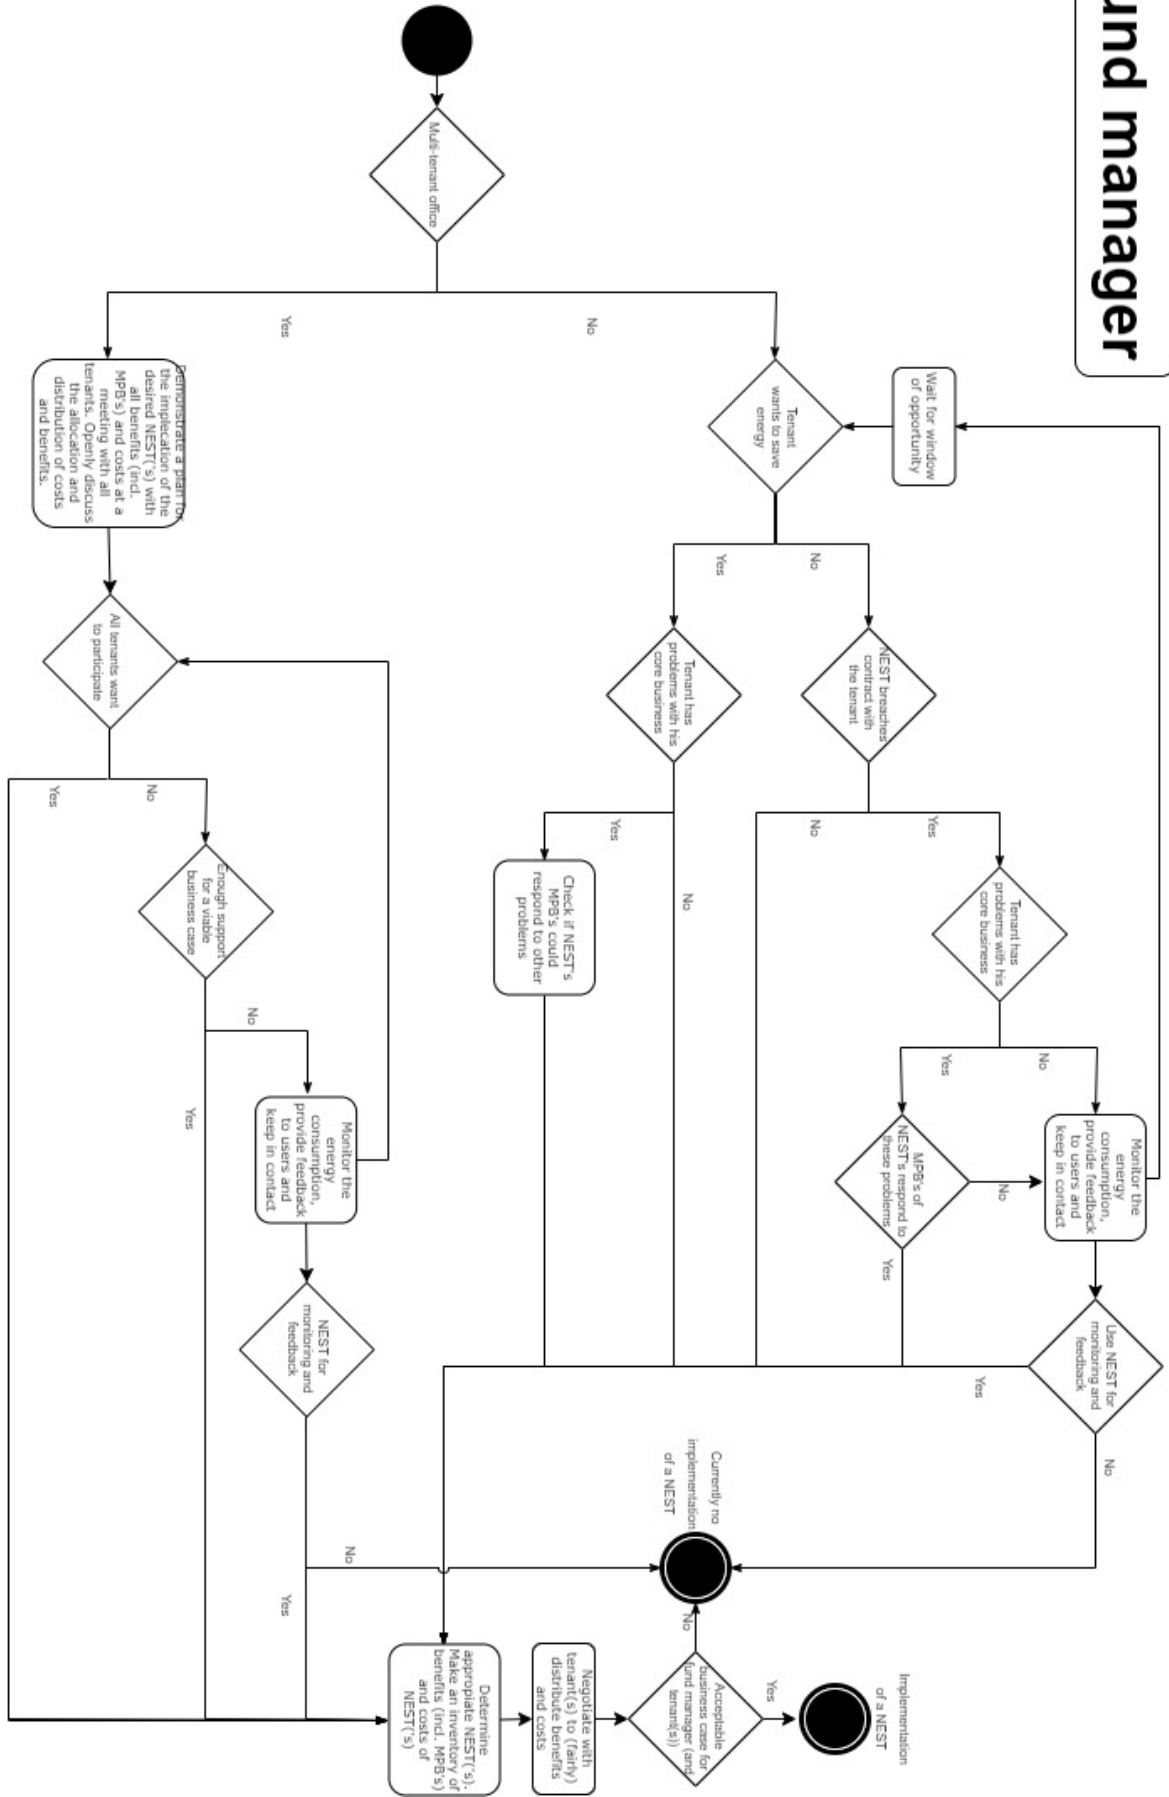 und manager
Multi-tenant office
No
Yes
Wait for window
of opportunity
Tenant
wants to save
energy
Demonstrate a plan for
the implecation of the
desired NEST('s) with
all benefits (incl.
MPB's) and costs at a
meeting with all
tenants. Openly discuss
the allocation and
distribution of costs
and benefits.
No
Yes
NEST breaches
contract with
the tenant
Tenant has
problems with his
core business
All tenants want
to participate
Yes
No
Yes
No
No
Yes
Tenant has
problems with his
core business
Check if NEST's
MPB's could
respond to other
problems
Enough support
for a viable
business case
No
Yes
No
Yes
Monitor the
energy
consumption,
provide feedback
to users and
keep in contact
No
MPB's of
NEST's respond to
these problems
Yes
Monitor the
energy
consumption,
provide feedback
to users and
keep in contact
Use NEST for
monitoring and
feedback
Yes
No
NEST for
monitoring and
feedback
No
Yes
Currently no
implementation
of a NEST
No
Acceptable
business case for
fund manager (and
tenant(s))
Yes
Implementation
of a NEST
Negotiate with
tenant(s) to (fairly)
distribute benefits
and costs
Determine
appropiate NEST('s).
Make an inventory of
benefits (incl. MPB's)
and costs of
NEST('s)